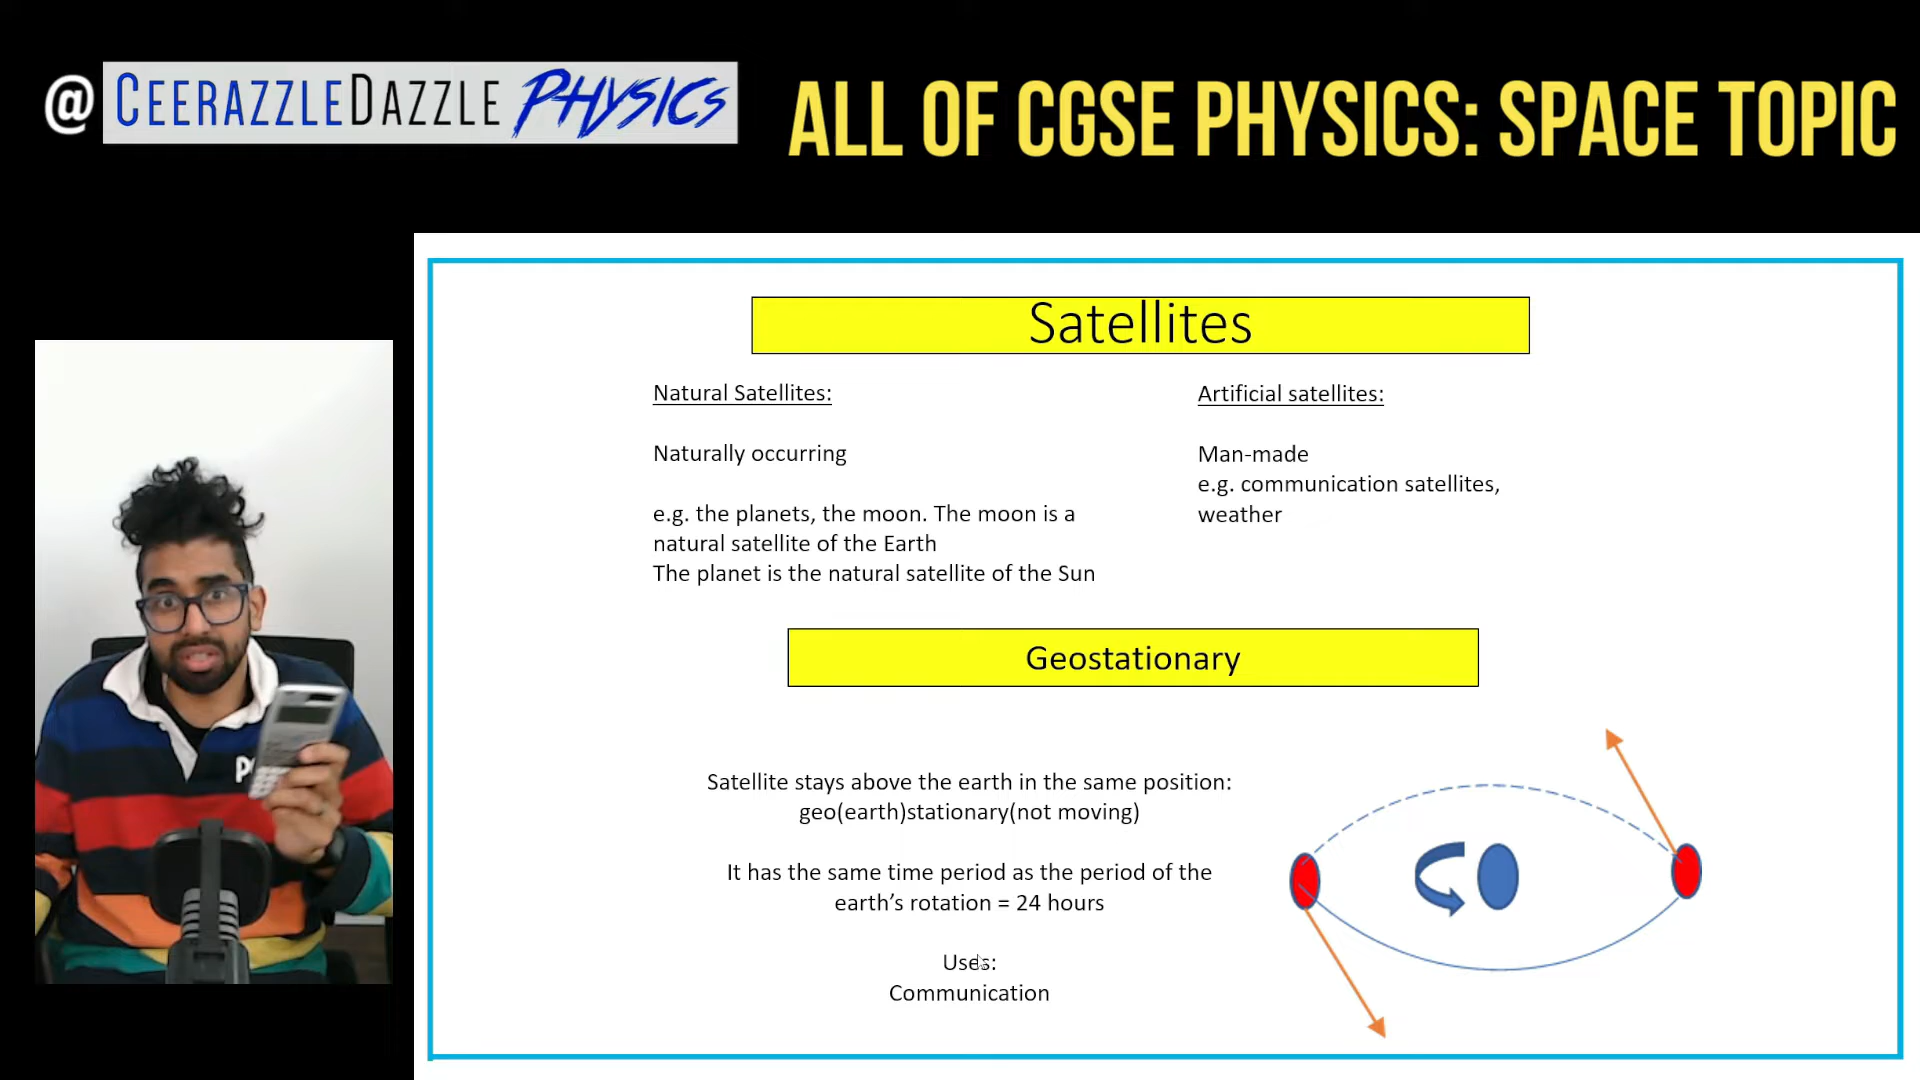 @ CEERAZZLEDAZZLE PHYSICS
ALL OF CGSE PHYSICS: SPACE TOPIC
Satellites
Natural Satellites:
Naturally occurring
e.g. the planets, the moon. The moon is a
natural satellite of the Earth
The planet is the natural satellite of the Sun
Artificial satellites:
Man-made
e.g. communication satellites,
weather
Geostationary
Satellite stays above the earth in the same position:
geo(earth)stationary(not moving)
It has the same time period as the period of the
earth's rotation = 24 hours
Uses:
Communication